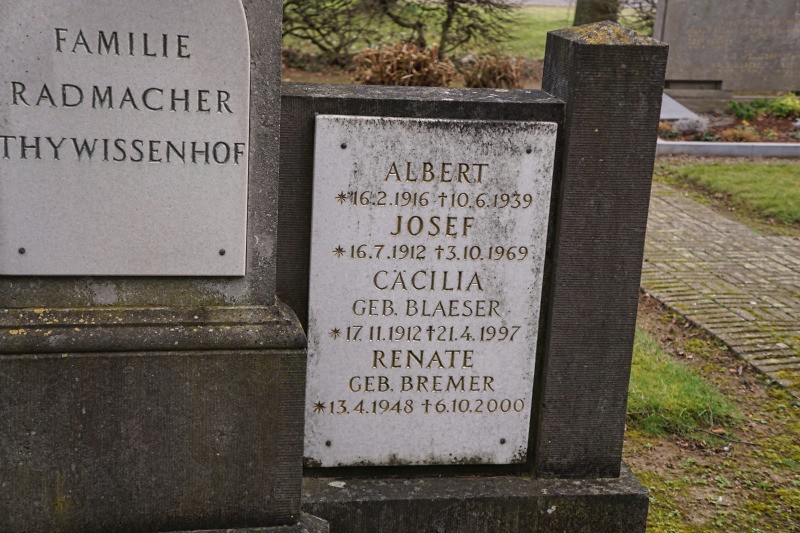 FAMILIE
RADMACHER
THYWISSENHOF
ALBERT
*16.2.1916 †10.6.1939
JOSEF
*16.7.1912 †3.10.1969
CÄCILIA
GEB. BLAESER
*17.11.1912 †21.4.1997
RENATE
GEB. BREMER
*13.4.1948 †6.10.2000